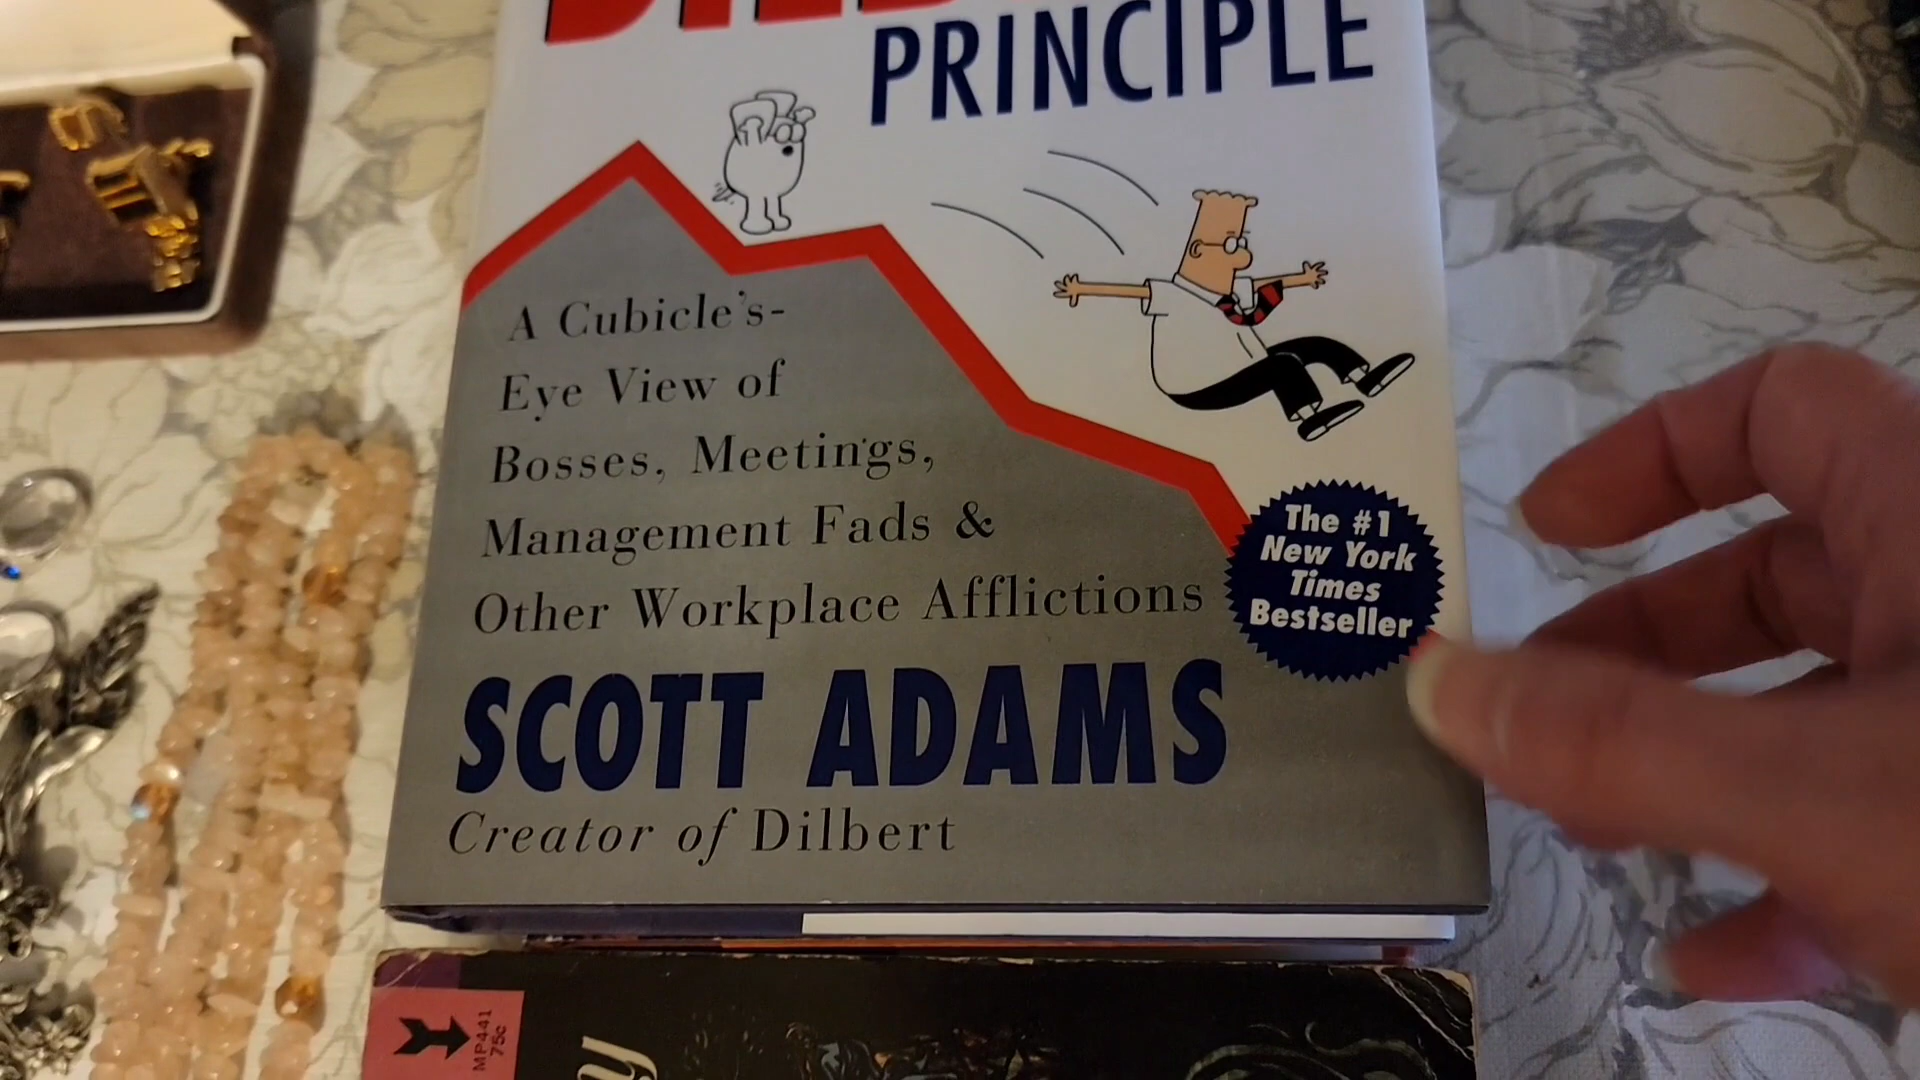 PRINCIPLE
A Cubicle's-
Eye View of
Bosses, Meetings,
Management Fads &
Other Workplace Afflictions
The #1
New York
Times
Bestseller
SCOTT ADAMS
Creator of Dilbert
MP441
75c